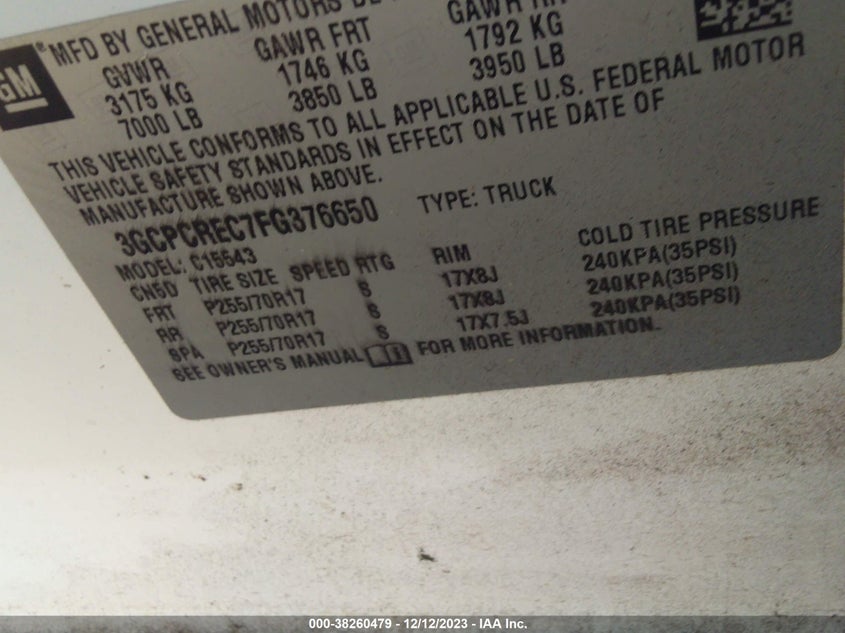 GM
MFD BY GENERAL MOTORS DE
GVWR GAWR FRT GAWR RR
3175 KG 1746 KG 1792 KG
7000 LB 3850 LB 3950 LB
THIS VEHICLE CONFORMS TO ALL APPLICABLE U.S. FEDERAL MOTOR
VEHICLE SAFETY STANDARDS IN EFFECT ON THE DATE OF
MANUFACTURE SHOWN ABOVE.
3GCPCREC7FG376650 TYPE: TRUCK
MODEL: C15543
CN5D TIRE SIZE SPEED RTG RIM COLD TIRE PRESSURE
FRT P255/70R17 S 17X8J 240KPA(35PSI)
RR P255/70R17 S 17X8J 240KPA(35PSI)
SPA P255/70R17 S 17X7.5J 240KPA(35PSI)
SEE OWNER'S MANUAL FOR MORE INFORMATION.
000-38260479 - 12/12/2023 - IAA Inc.